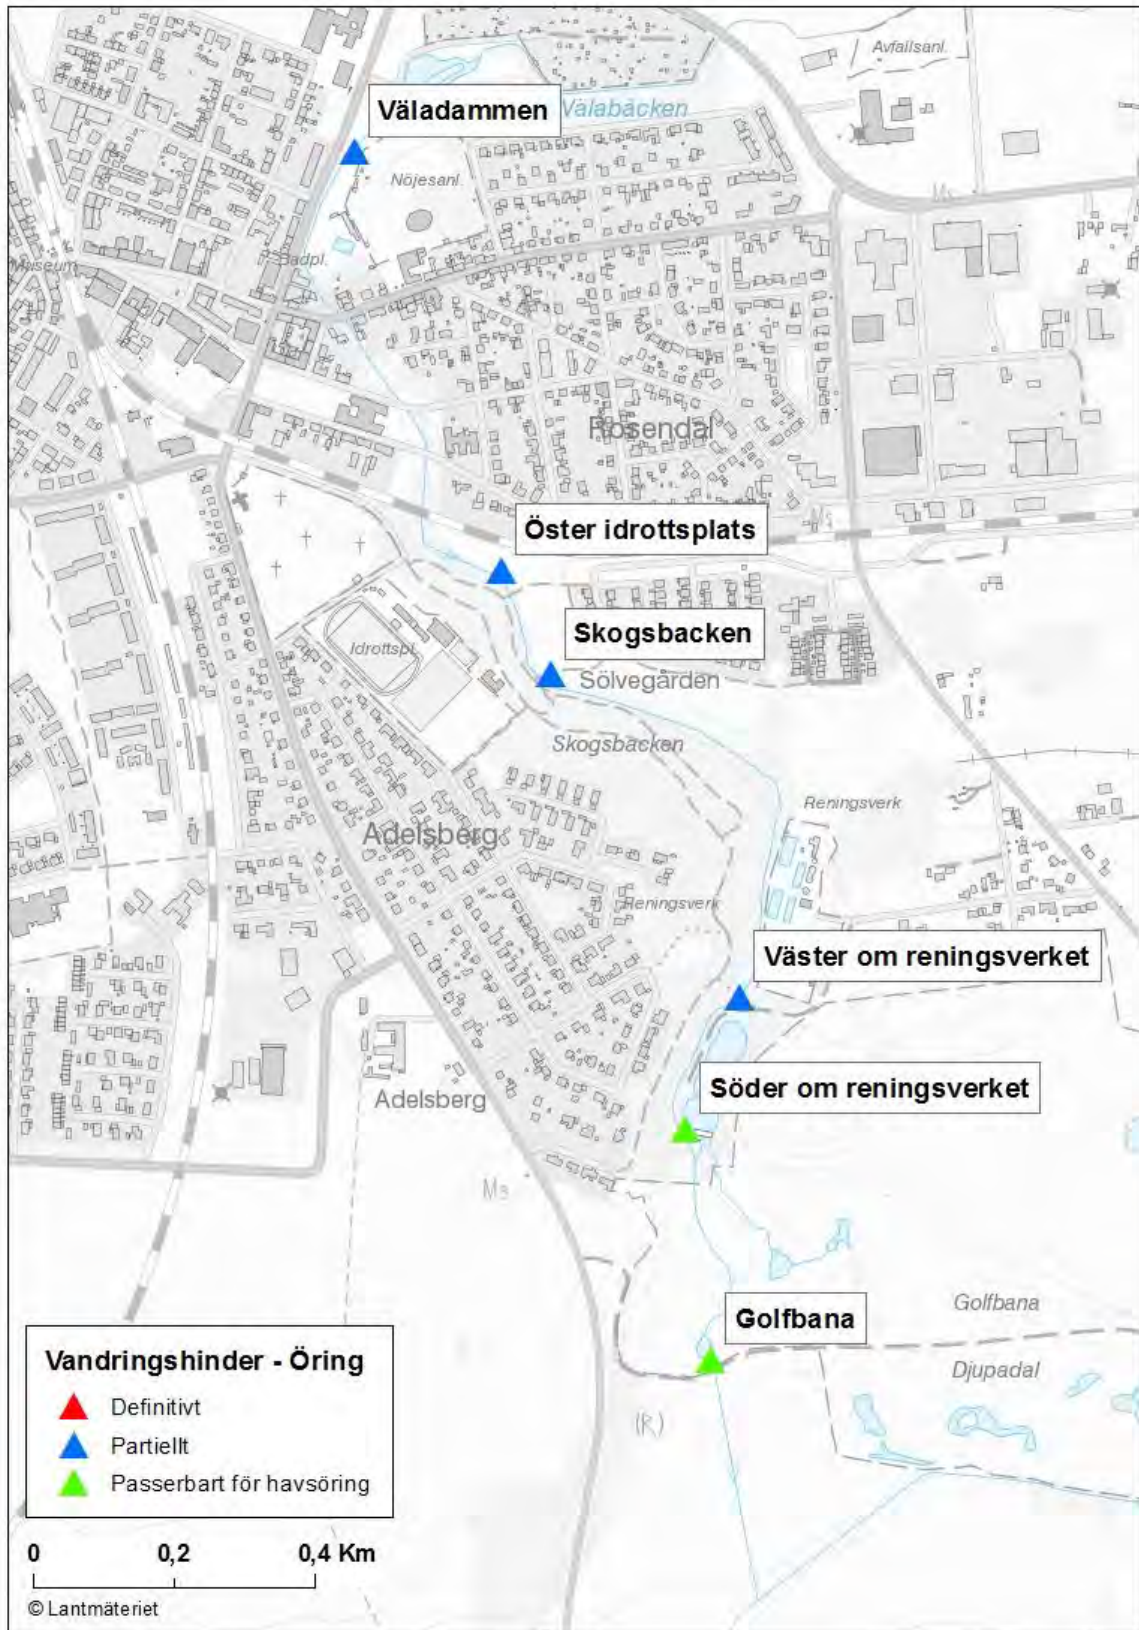 Avfallsanl.
Väladammen
Välabäcken
Nöjesanl.
Museum
Badpl.
Rosendal
Öster idrottsplats
Skogsbacken
Idrottspl.
Sölvegården
Skogsbacken
Reningsverk
Adelsberg
Reningsverk
Väster om reningsverket
Söder om reningsverket
Adelsberg
Golfbana
Golfbana
Djupadal
(R)
Vandringshinder - Öring
Definitivt
Partiellt
Passerbart för havsöring
0 0,2 0,4 Km
© Lantmäteriet